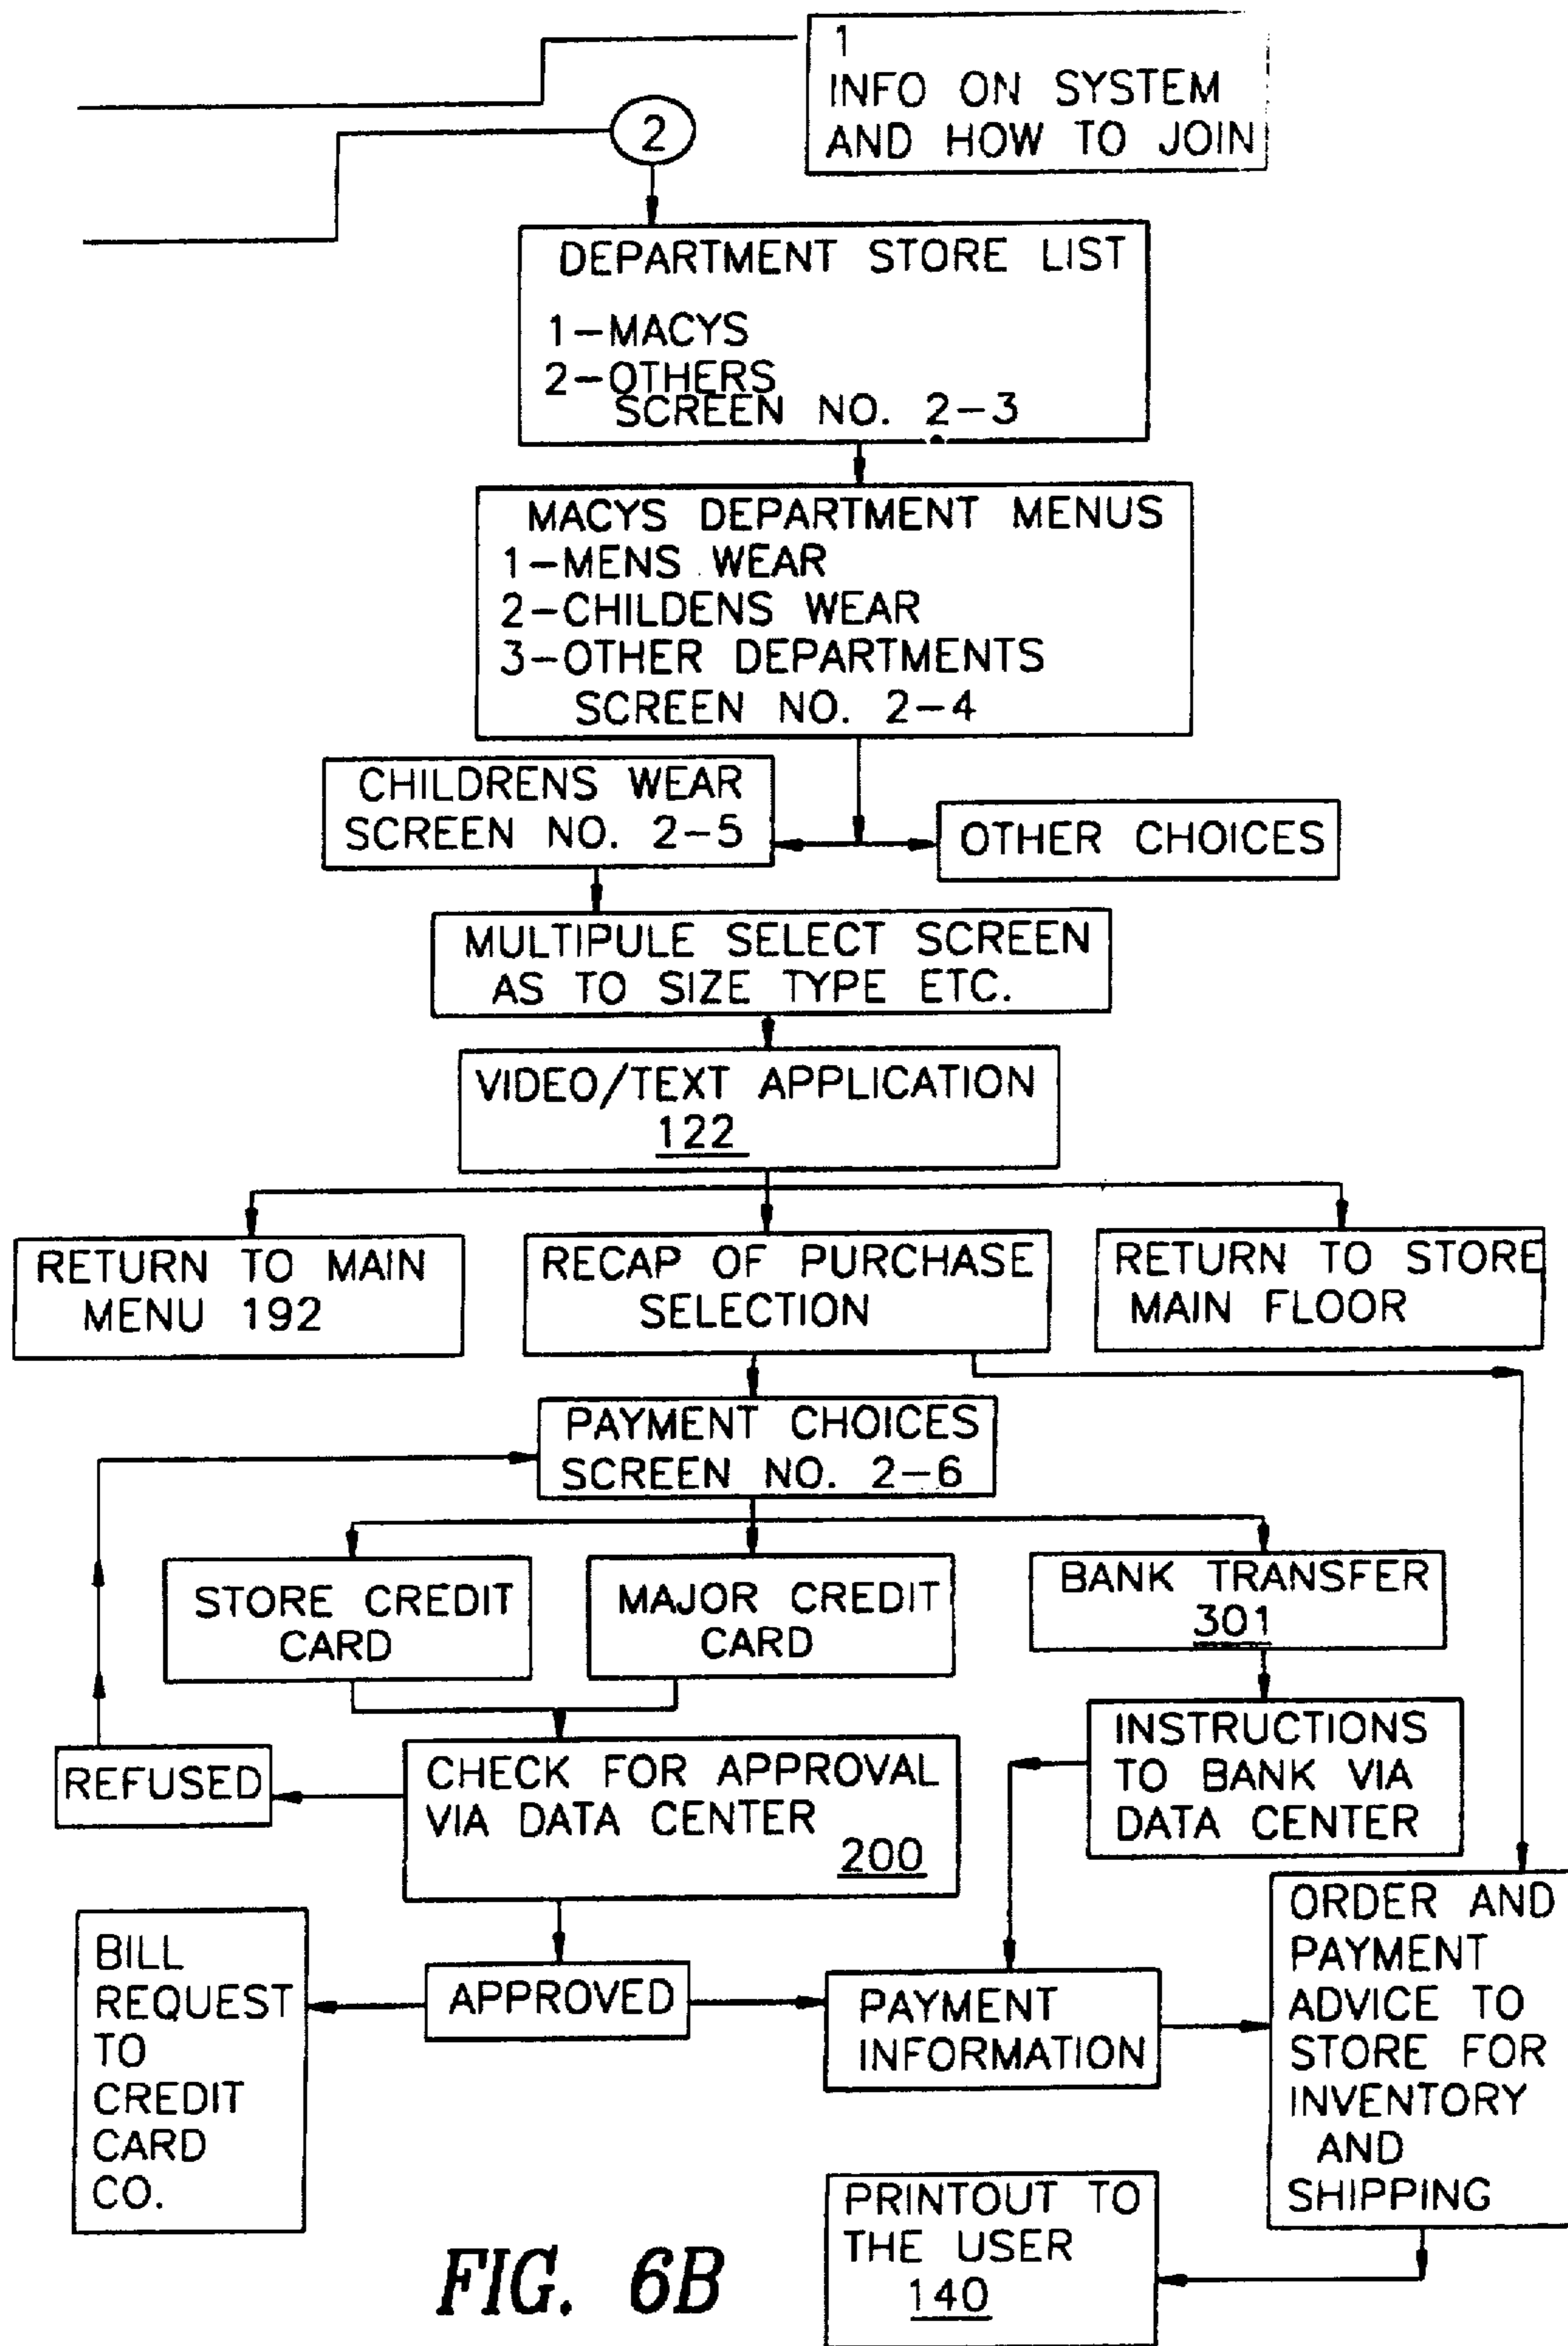 1
INFO ON SYSTEM
AND HOW TO JOIN
2
DEPARTMENT STORE LIST
1-MACYS
2-OTHERS
SCREEN NO. 2-3
MACYS DEPARTMENT MENUS
1-MENS WEAR
2-CHILDENS WEAR
3-OTHER DEPARTMENTS
SCREEN NO. 2-4
CHILDRENS WEAR
SCREEN NO. 2-5
OTHER CHOICES
MULTIPULE SELECT SCREEN
AS TO SIZE TYPE ETC.
VIDEO/TEXT APPLICATION
122
RETURN TO MAIN
MENU 192
RECAP OF PURCHASE
SELECTION
RETURN TO STORE
MAIN FLOOR
PAYMENT CHOICES
SCREEN NO. 2-6
STORE CREDIT
CARD
MAJOR CREDIT
CARD
BANK TRANSFER
301
INSTRUCTIONS
TO BANK VIA
DATA CENTER
REFUSED
CHECK FOR APPROVAL
VIA DATA CENTER
200
BILL
REQUEST
TO
CREDIT
CARD
CO.
APPROVED
PAYMENT
INFORMATION
ORDER AND
PAYMENT
ADVICE TO
STORE FOR
INVENTORY
AND
SHIPPING
PRINTOUT TO
THE USER
140
FIG. 6B